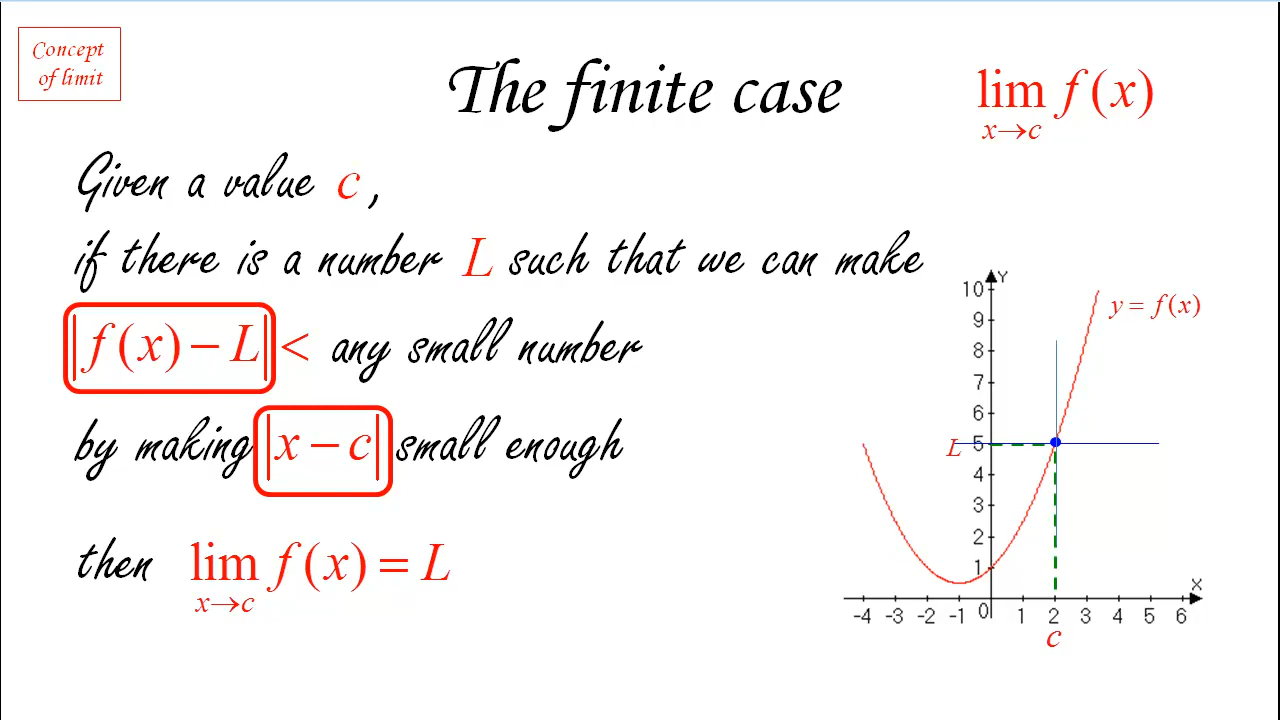 Concept
of limit
The finite case
lim f(x)
x→c
Given a value c,
if there is a number L such that we can make
|f(x) − L| < any small number
by making |x − c| small enough
then lim f(x) = L
x→c
Y
10
9
8
7
6
5
4
3
2
1
y = f(x)
L
X
-4 -3 -2 -1 0 1 2 3 4 5 6
c